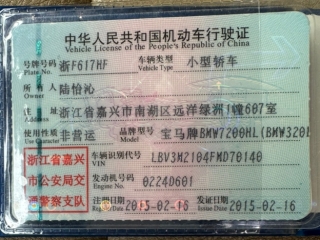 中华人民共和国机动车行驶证
Vehicle License of the People's Republic of China
号牌号码 浙F617HF 车辆类型 小型轿车
Plate No. Vehicle Type
所有人 陆怡沁
Owner
住址 浙江省嘉兴市南湖区远洋绿洲1幢607室
Address
使用性质 非营运 品牌型号 宝马牌BMW7200HL(BMW320L
Use Character Model
浙江省嘉兴市公安局交通警察支队
车辆识别代号 LBV3M2104FMD70140
VIN
发动机号码 0224D601
Engine No.
注册日期 2015-02-16 发证日期 2015-02-16
Register Date Issue Date